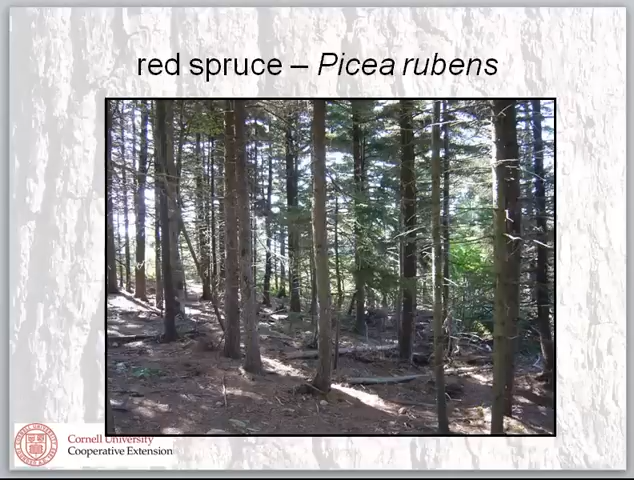 red spruce – Picea rubens
Cornell University
Cooperative Extension